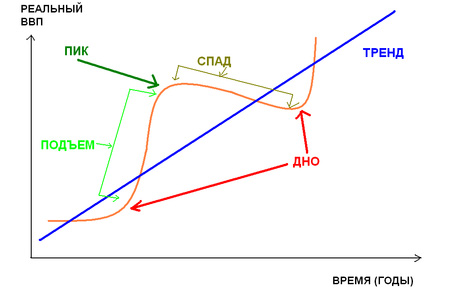 РЕАЛЬНЫЙ
ВВП
ПИК
СПАД
ТРЕНД
ПОДЪЕМ
ДНО
ВРЕМЯ (ГОДЫ)